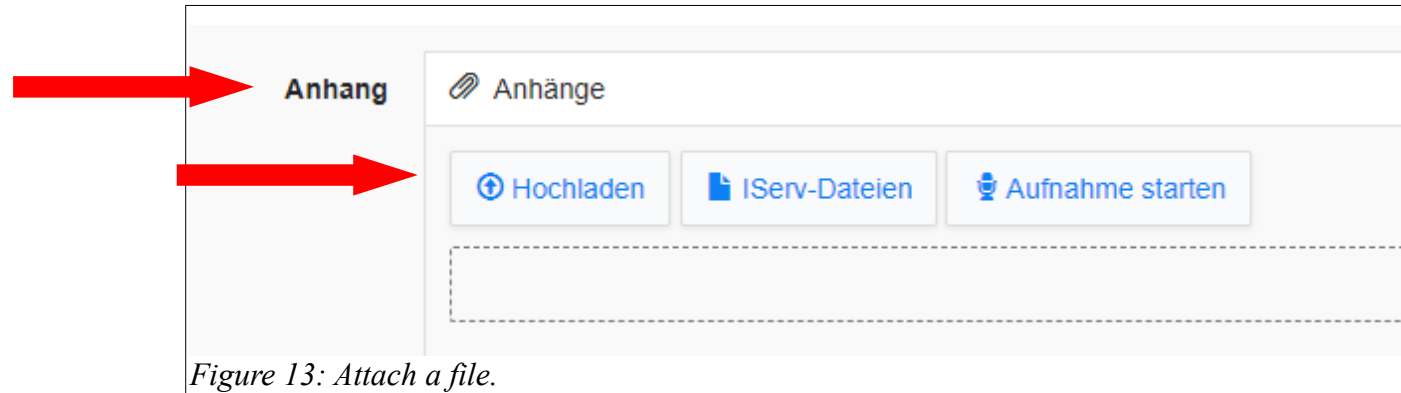 Anhang
Anhänge
Hochladen IServ-Dateien Aufnahme starten
Figure 13: Attach a file.